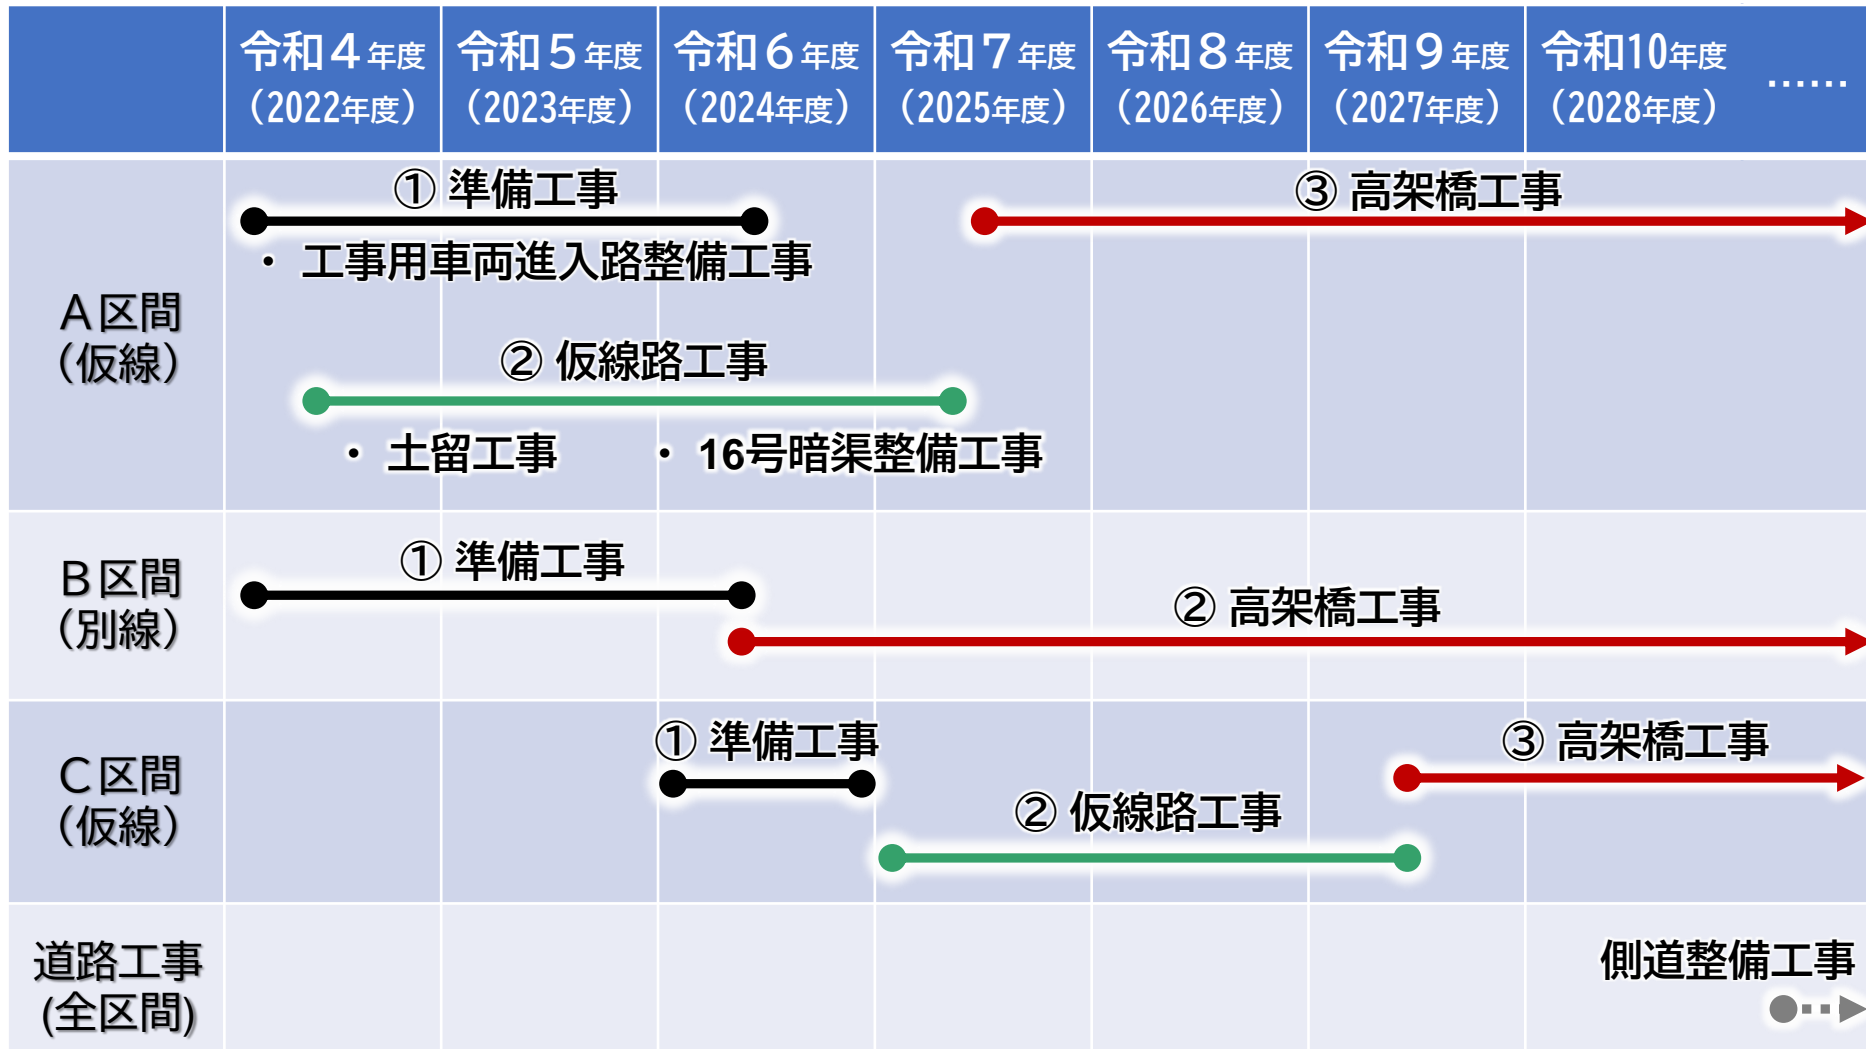 令和４年度
（2022年度）
令和５年度
（2023年度）
令和６年度
（2024年度）
令和７年度
（2025年度）
令和８年度
（2026年度）
令和９年度
（2027年度）
令和10年度
（2028年度）
……
Ａ区間
（仮線）
① 準備工事
・ 工事用車両進入路整備工事
③ 高架橋工事
② 仮線路工事
・ 土留工事
・ 16号暗渠整備工事
Ｂ区間
（別線）
① 準備工事
② 高架橋工事
Ｃ区間
（仮線）
① 準備工事
② 仮線路工事
③ 高架橋工事
道路工事
(全区間)
側道整備工事